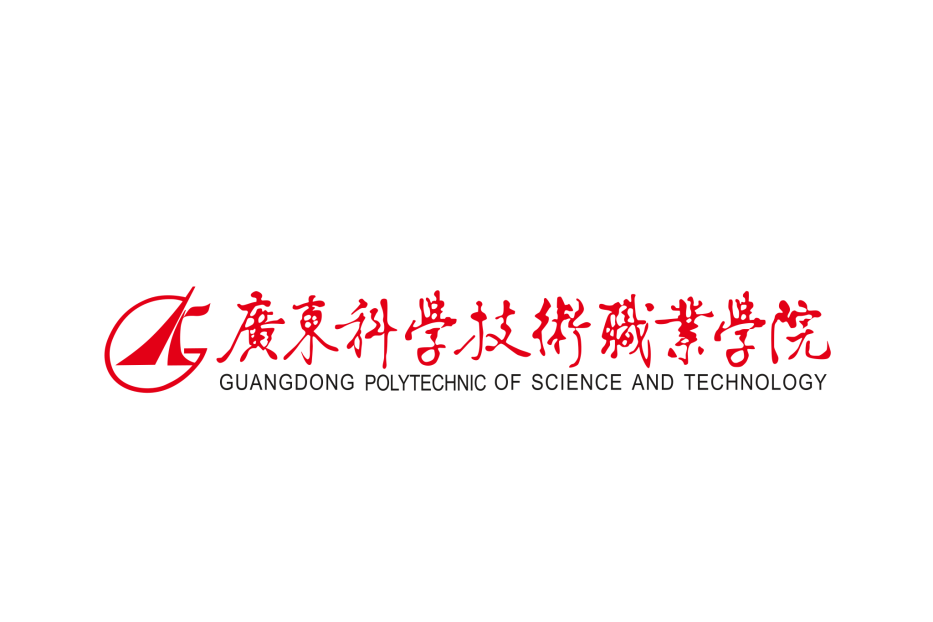 廣東科學技術職業學院
GUANGDONG POLYTECHNIC OF SCIENCE AND TECHNOLOGY